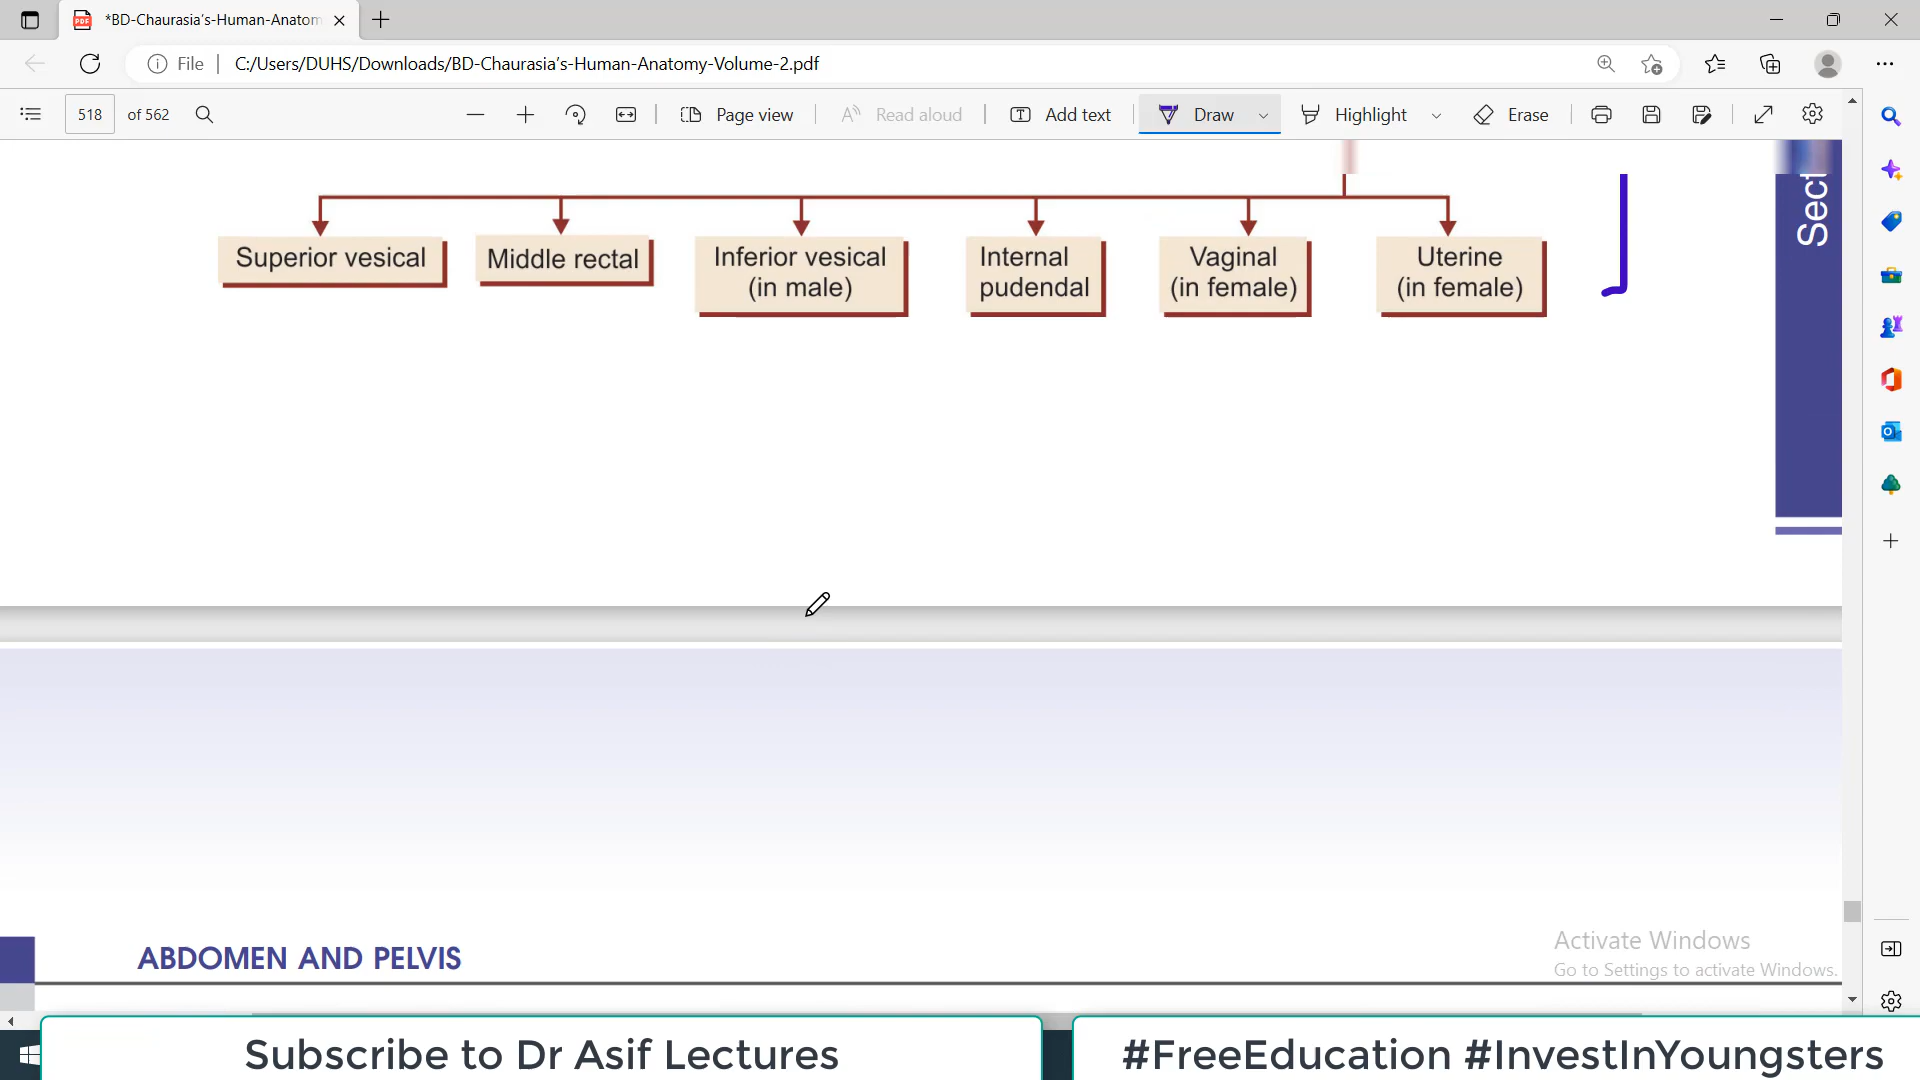 *BD-Chaurasia's-Human-Anatom
File
C:/Users/DUHS/Downloads/BD-Chaurasia's-Human-Anatomy-Volume-2.pdf
518 of 562
Page view
Read aloud
Add text
Draw
Highlight
Erase
Sect
Superior vesical
Middle rectal
Inferior vesical
(in male)
Internal
pudendal
Vaginal
(in female)
Uterine
(in female)
ABDOMEN AND PELVIS
Activate Windows
Go to Settings to activate Windows.
Subscribe to Dr Asif Lectures
#FreeEducation #InvestInYoungsters